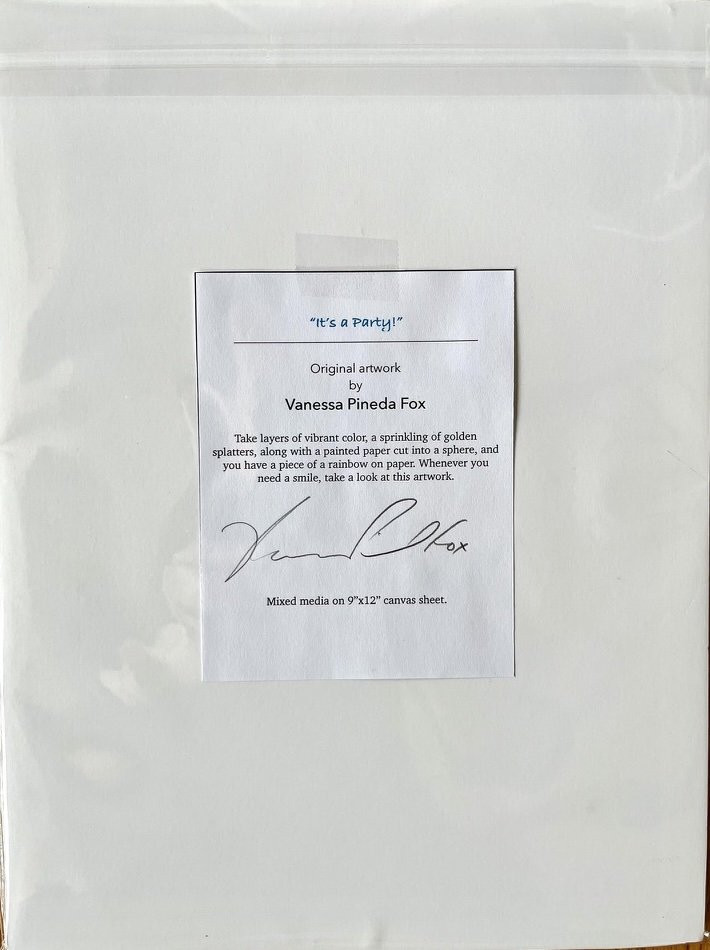 “It’s a Party!”
Original artwork
by
Vanessa Pineda Fox
Take layers of vibrant color, a sprinkling of golden
splatters, along with a painted paper cut into a sphere, and
you have a piece of a rainbow on paper. Whenever you
need a smile, take a look at this artwork.
Fox
Mixed media on 9”x12” canvas sheet.